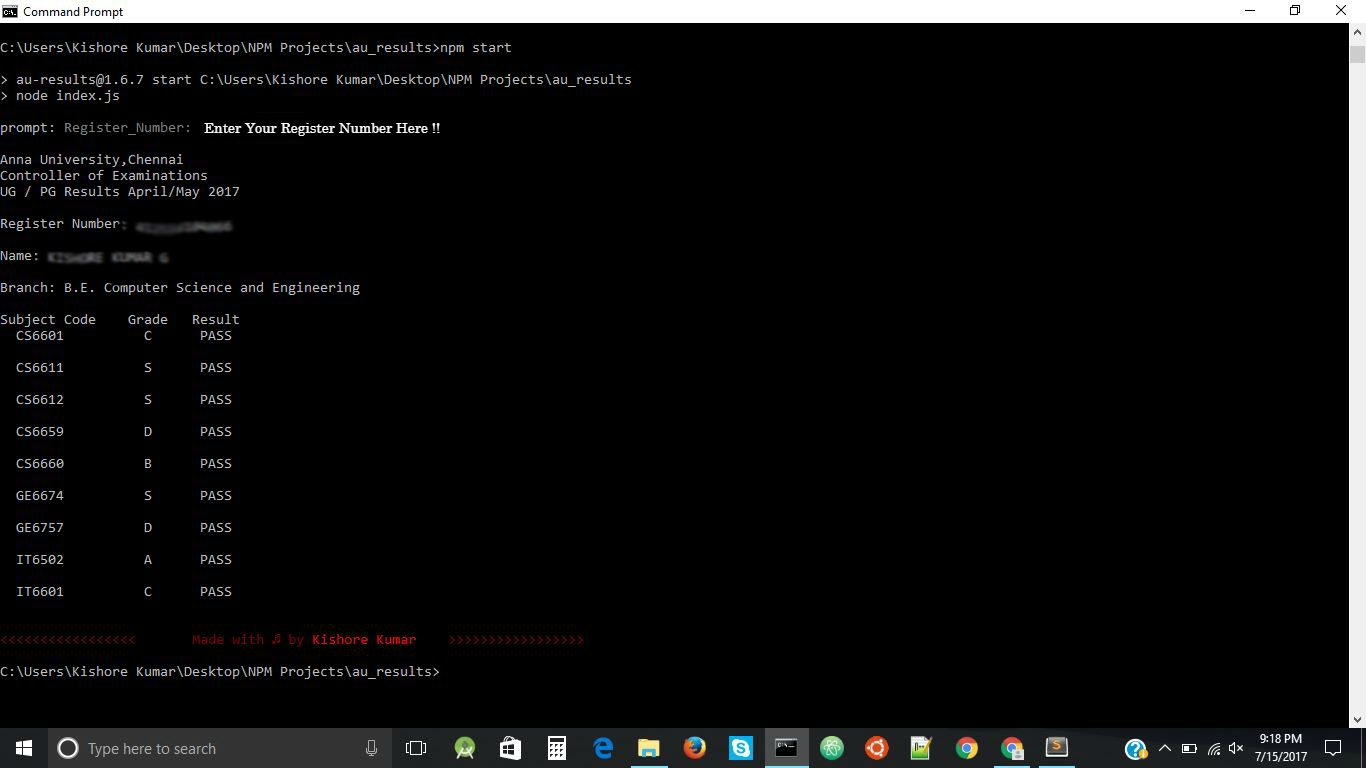 Command Prompt
C:\Users\Kishore Kumar\Desktop\NPM Projects\au_results>npm start
> au-results@1.6.7 start C:\Users\Kishore Kumar\Desktop\NPM Projects\au_results
> node index.js
prompt: Register_Number: Enter Your Register Number Here !!
Anna University,Chennai
Controller of Examinations
UG / PG Results April/May 2017
Register Number:
Name:
Branch: B.E. Computer Science and Engineering
Subject Code Grade Result
CS6601 C PASS
CS6611 S PASS
CS6612 S PASS
CS6659 D PASS
CS6660 B PASS
GE6674 S PASS
GE6757 D PASS
IT6502 A PASS
IT6601 C PASS
<<<<<<<<<<<<<<<<< Made with ♫ by Kishore Kumar >>>>>>>>>>>>>>>>>
C:\Users\Kishore Kumar\Desktop\NPM Projects\au_results>
Type here to search
9:18 PM
7/15/2017